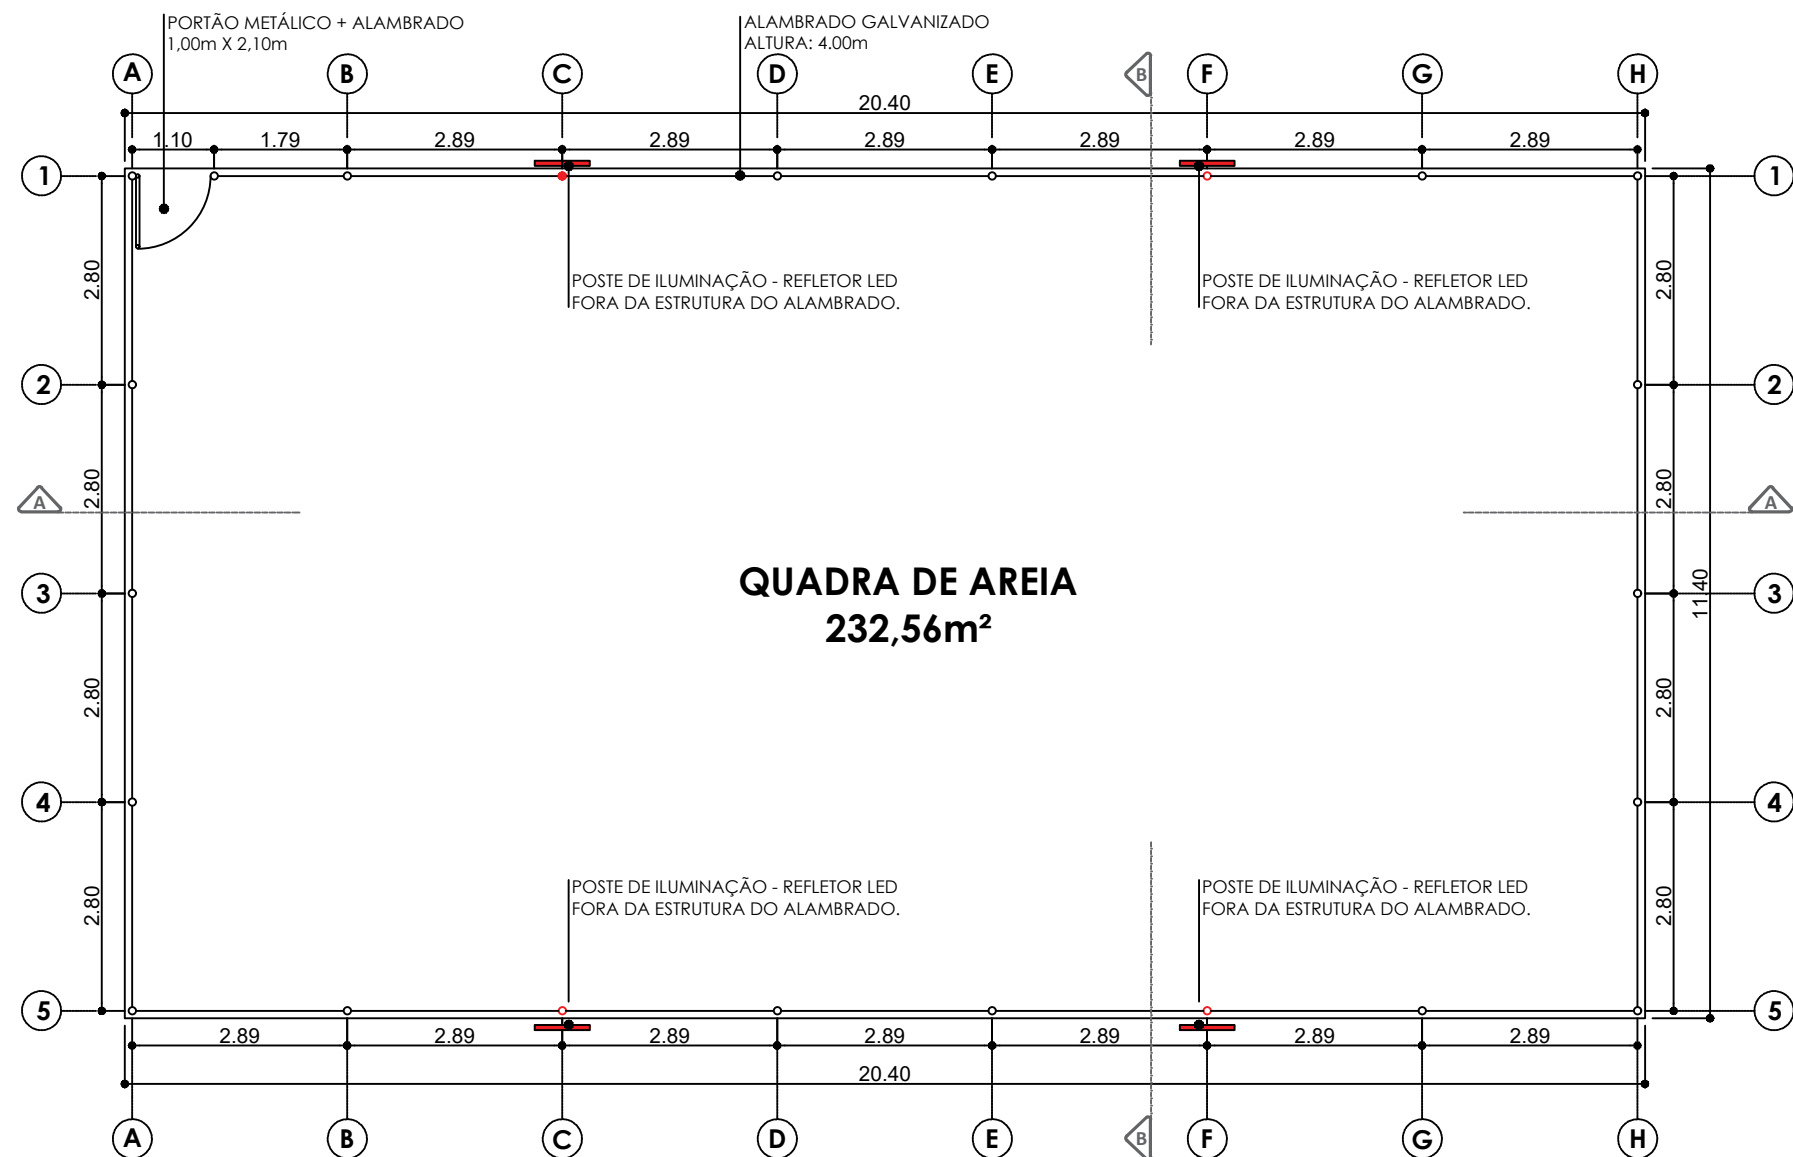 PORTÃO METÁLICO + ALAMBRADO
1,00m X 2,10m
ALAMBRADO GALVANIZADO
ALTURA: 4.00m
A B C D E B F G H
20.40
1.10 1.79 2.89 2.89 2.89 2.89 2.89 2.89
1 1
POSTE DE ILUMINAÇÃO - REFLETOR LED
FORA DA ESTRUTURA DO ALAMBRADO.
POSTE DE ILUMINAÇÃO - REFLETOR LED
FORA DA ESTRUTURA DO ALAMBRADO.
2.80 2.80
2 2
2.80 2.80
A A
QUADRA DE AREIA
232,56m²
3 11.40 3
2.80 2.80
4 4
POSTE DE ILUMINAÇÃO - REFLETOR LED
FORA DA ESTRUTURA DO ALAMBRADO.
POSTE DE ILUMINAÇÃO - REFLETOR LED
FORA DA ESTRUTURA DO ALAMBRADO.
2.80 2.80
5 5
2.89 2.89 2.89 2.89 2.89 2.89 2.89
20.40
A B C D E B F G H